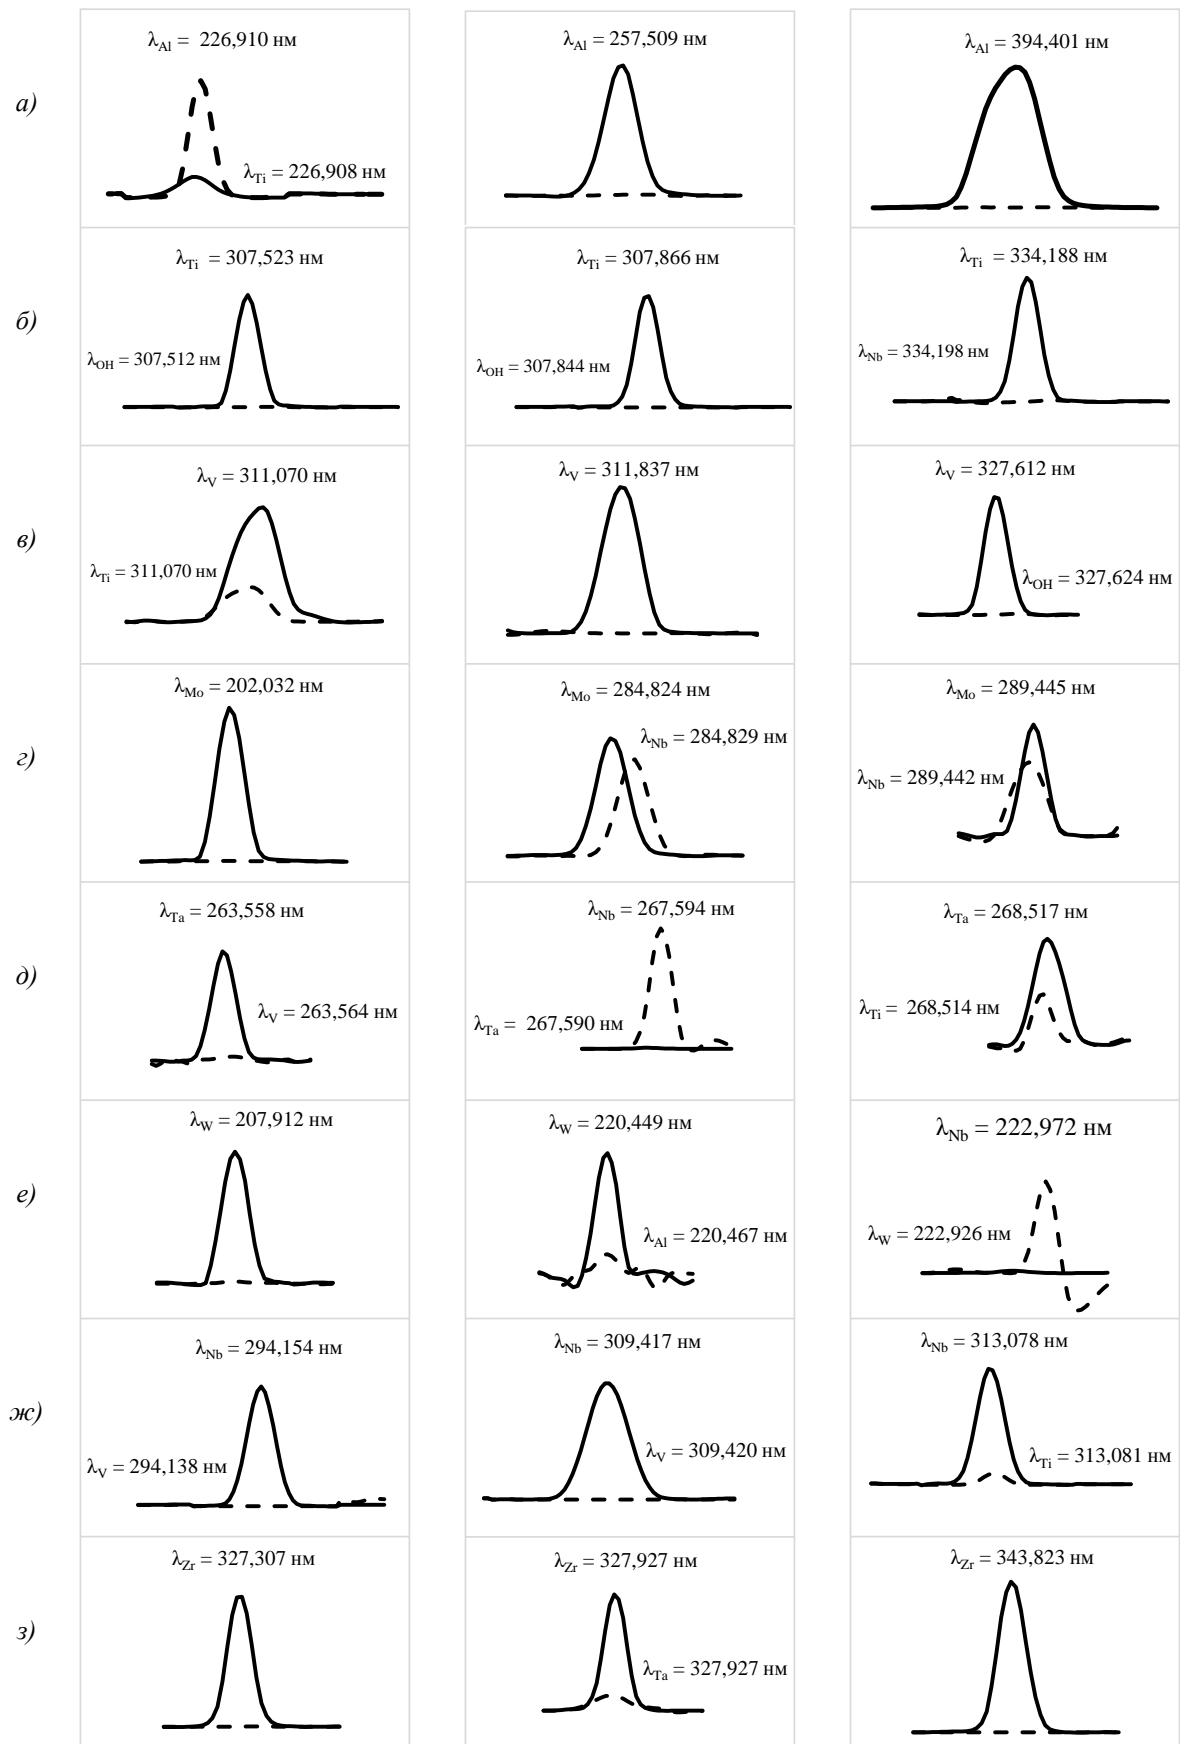 а)
λAl = 226,910 нм
λTi = 226,908 нм
λAl = 257,509 нм
λAl = 394,401 нм
б)
λTi = 307,523 нм
λOH = 307,512 нм
λTi = 307,866 нм
λOH = 307,844 нм
λTi = 334,188 нм
λNb = 334,198 нм
в)
λV = 311,070 нм
λTi = 311,070 нм
λV = 311,837 нм
λV = 327,612 нм
λOH = 327,624 нм
г)
λMo = 202,032 нм
λMo = 284,824 нм
λNb = 284,829 нм
λMo = 289,445 нм
λNb = 289,442 нм
д)
λTa = 263,558 нм
λV = 263,564 нм
λNb = 267,594 нм
λTa = 267,590 нм
λTa = 268,517 нм
λTi = 268,514 нм
е)
λW = 207,912 нм
λW = 220,449 нм
λAl = 220,467 нм
λNb = 222,972 нм
λW = 222,926 нм
ж)
λNb = 294,154 нм
λV = 294,138 нм
λNb = 309,417 нм
λV = 309,420 нм
λNb = 313,078 нм
λTi = 313,081 нм
з)
λZr = 327,307 нм
λZr = 327,927 нм
λTa = 327,927 нм
λZr = 343,823 нм